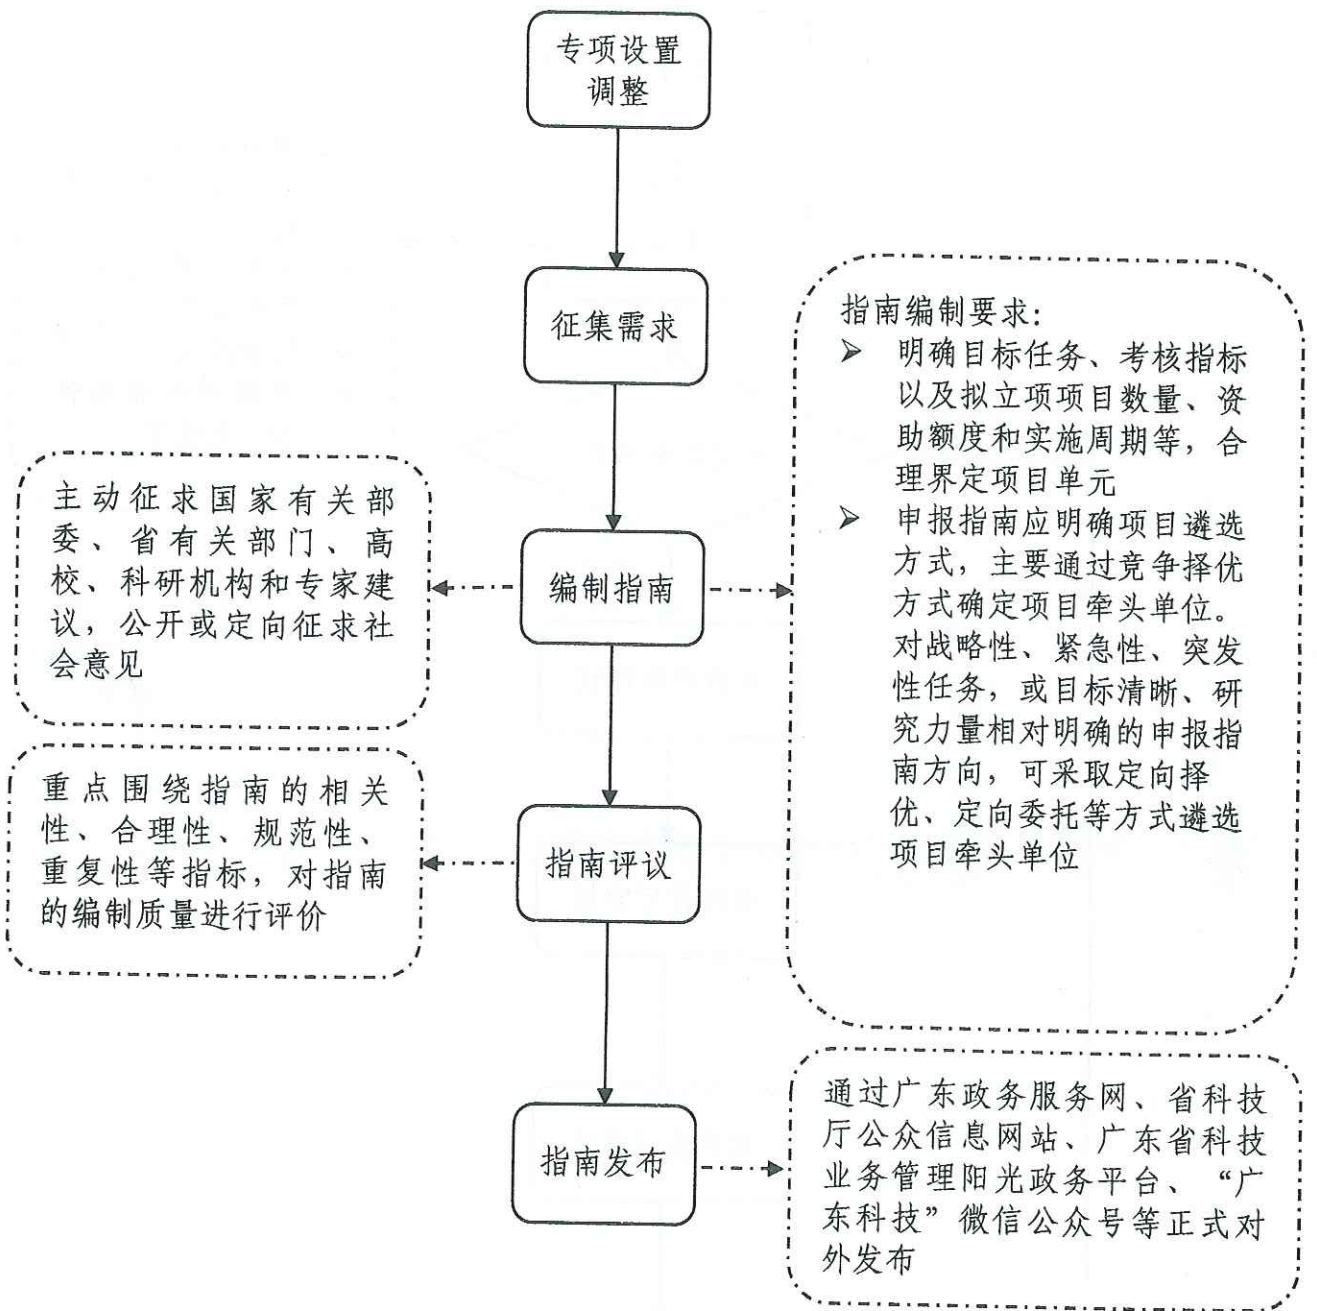 专项设置
调整
征集需求
指南编制要求：
➢ 明确目标任务、考核指标
以及拟立项项目数量、资
助额度和实施周期等，合
理界定项目单元
➢ 申报指南应明确项目遴选
方式，主要通过竞争择优
方式确定项目牵头单位。
对战略性、紧急性、突发
性任务，或目标清晰、研
究力量相对明确的申报指
南方向，可采取定向择
优、定向委托等方式遴选
项目牵头单位
主动征求国家有关部
委、省有关部门、高
校、科研机构和专家建
议，公开或定向征求社
会意见
编制指南
重点围绕指南的相关
性、合理性、规范性、
重复性等指标，对指南
的编制质量进行评价
指南评议
指南发布
通过广东政务服务网、省科技
厅公众信息网站、广东省科技
业务管理阳光政务平台、“广
东科技”微信公众号等正式对
外发布